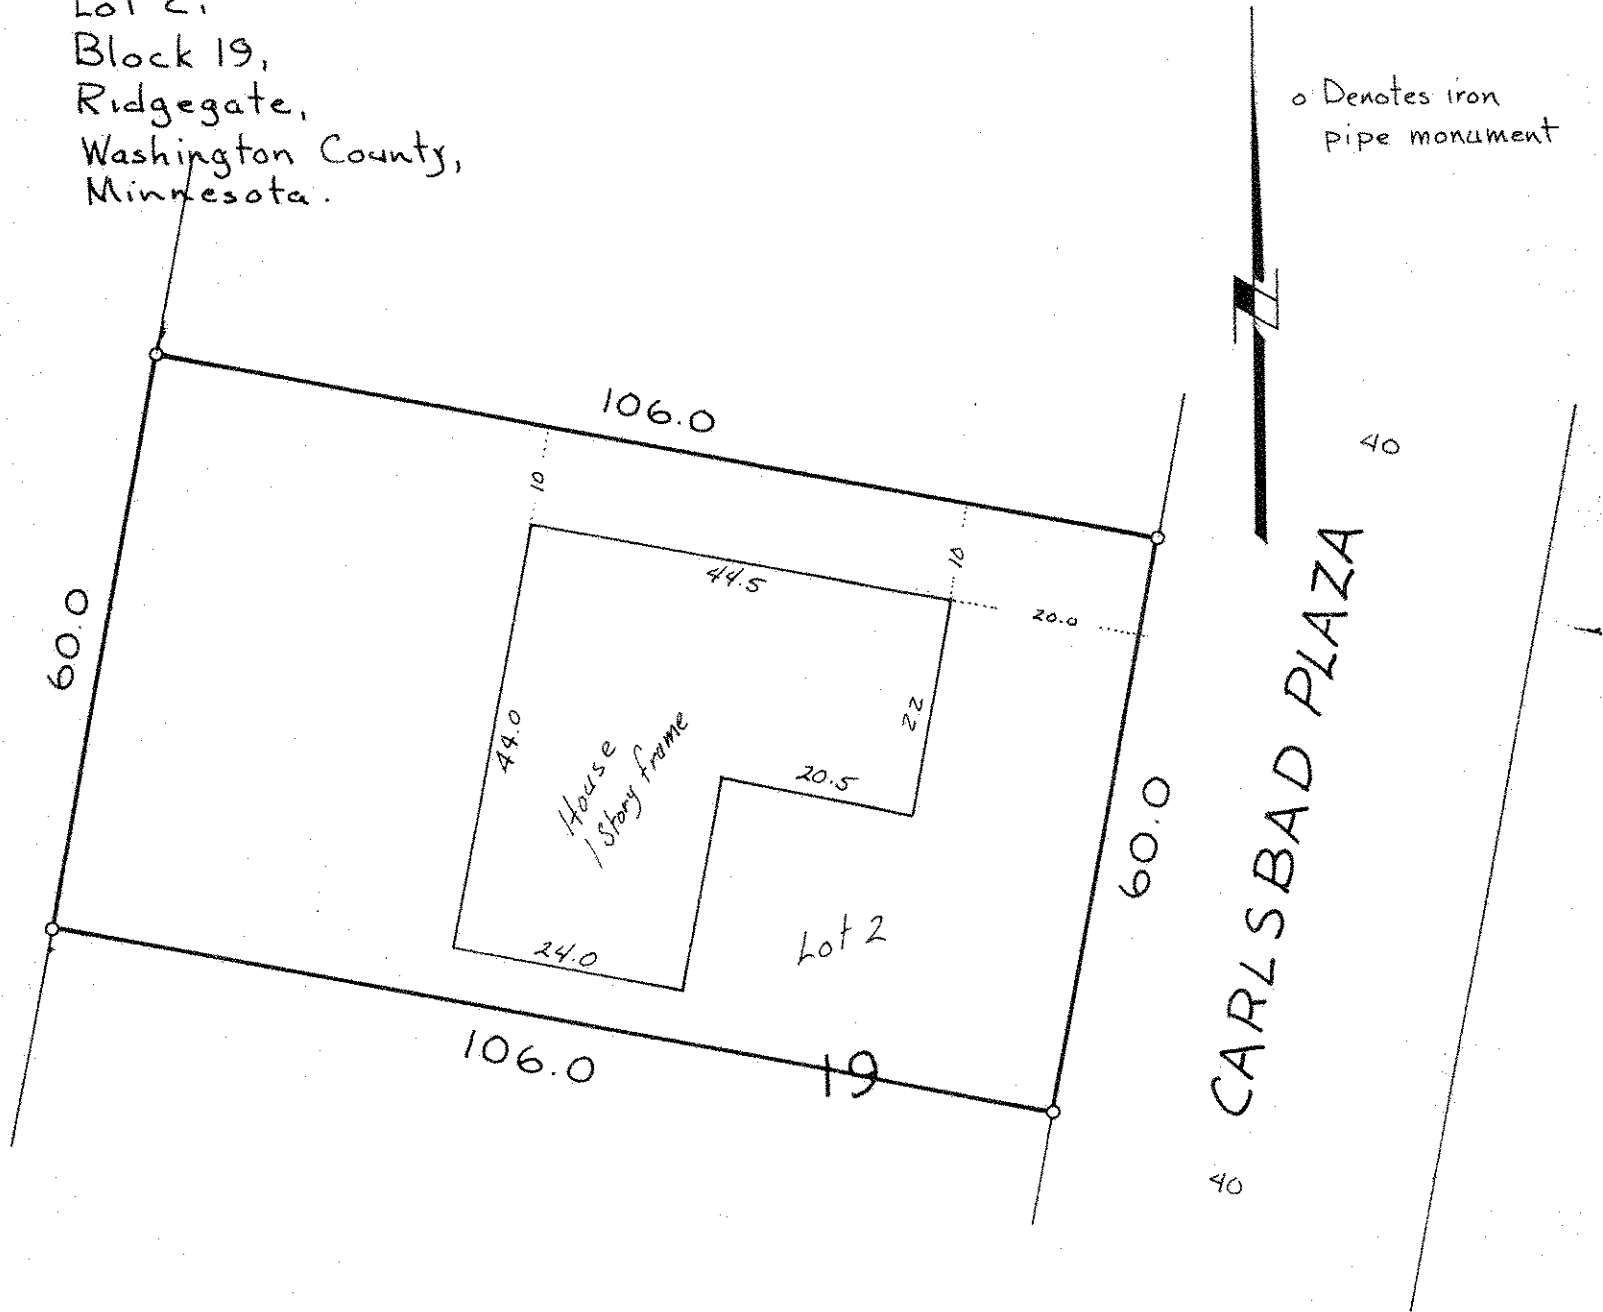 Lot 2,
Block 19,
Ridgegate,
Washington County,
Minnesota.
o Denotes iron
pipe monument
106.0
40
10
10
44.5
20.0
60.0
22
44.0
House
1 Story frame
20.5
60.0
CARLSBAD PLAZA
Lot 2
24.0
106.0
19
40